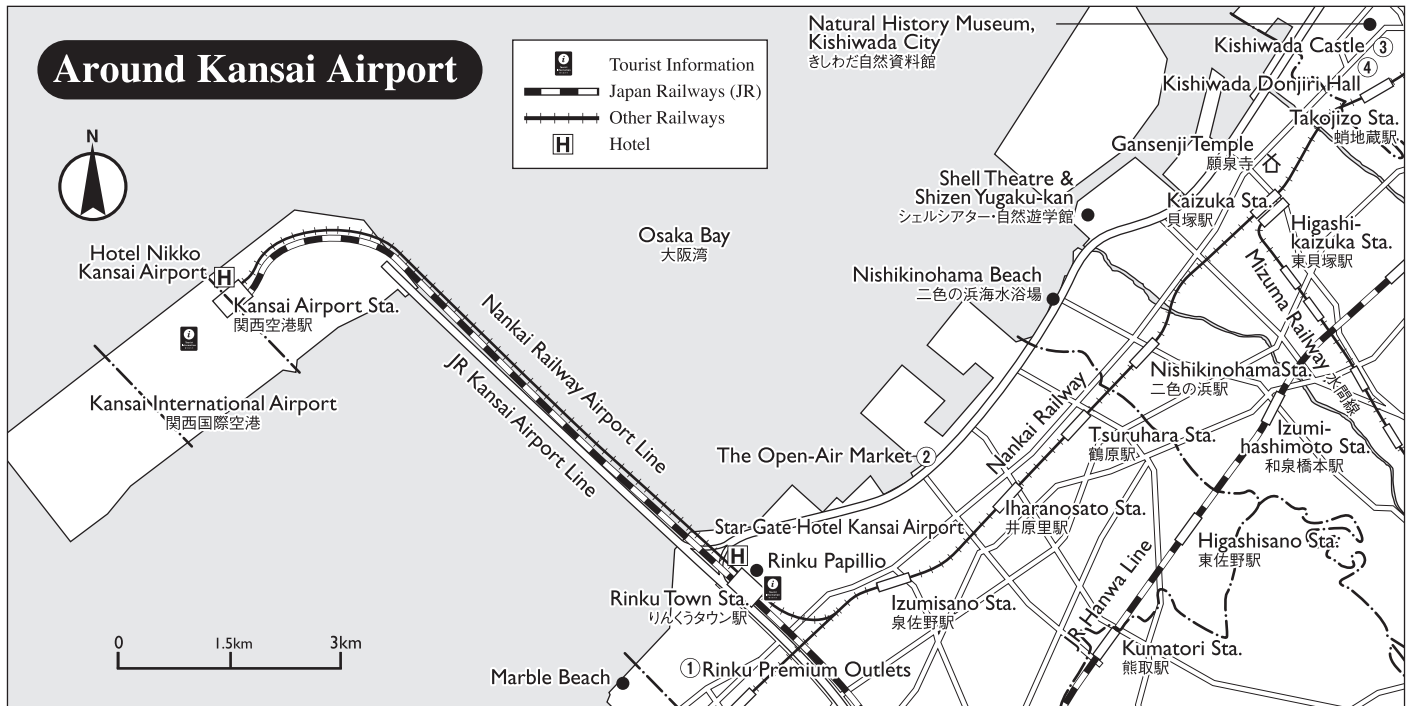 Around Kansai Airport
N
i
Tourist Information
Japan Railways (JR)
Other Railways
H
Hotel
Natural History Museum,
Kishiwada City
きしわだ自然資料館
Kishiwada Castle ③
④
Kishiwada Donjiri Hall
Takojizo Sta.
蛸地蔵駅
Gansenji Temple
願泉寺
Shell Theatre &
Shizen Yugaku-kan
シェルシアター・自然遊学館
Kaizuka Sta.
貝塚駅
Higashi-
kaizuka Sta.
東貝塚駅
Osaka Bay
大阪湾
Hotel Nikko
Kansai Airport
H
Kansai Airport Sta.
関西空港駅
i
Nishikinohama Beach
二色の浜海水浴場
Mizuma Railway 水間線
Nankai Railway Airport Line
JR Kansai Airport Line
Kansai International Airport
関西国際空港
Nishikinohama Sta.
二色の浜駅
Nankai Railway
Tsuruhara Sta.
鶴原駅
Izumi-
hashimoto Sta.
和泉橋本駅
The Open-Air Market ②
Iharanosato Sta.
井原里駅
Star Gate Hotel Kansai Airport
H
Rinku Papillio
i
Higashisano Sta.
東佐野駅
JR Hanwa Line
Rinku Town Sta.
りんくうタウン駅
Izumisano Sta.
泉佐野駅
Kumatori Sta.
熊取駅
0 1.5km 3km
Marble Beach
① Rinku Premium Outlets